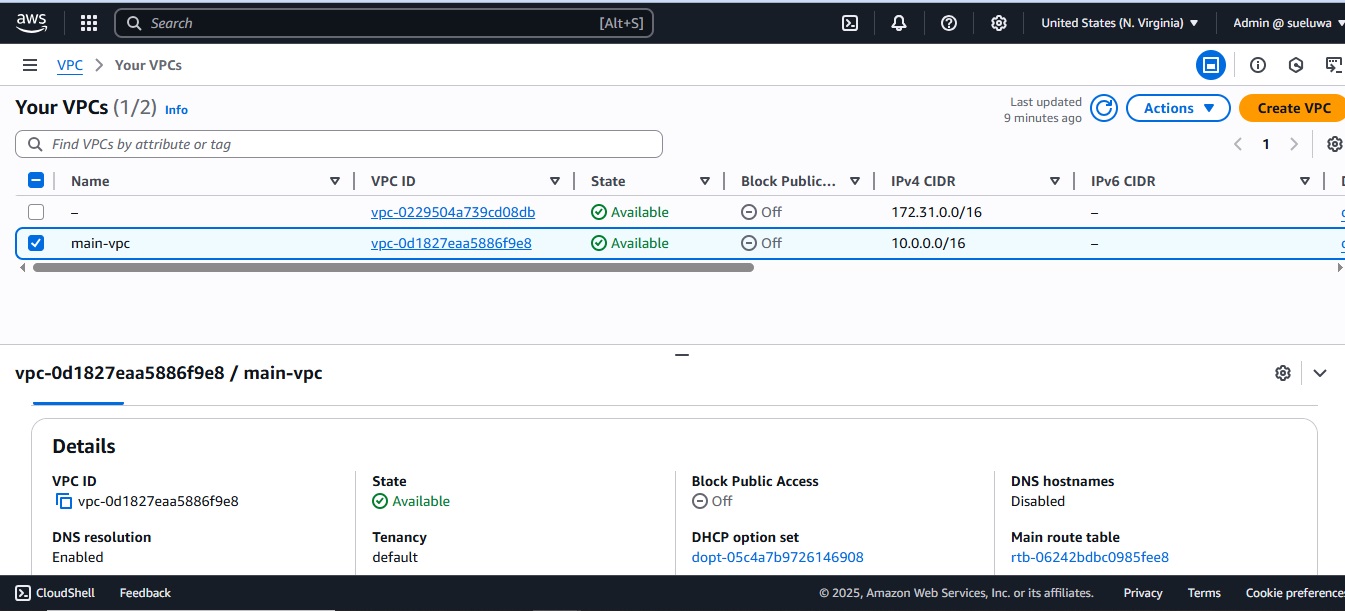 aws Search [Alt+S] United States (N. Virginia) Admin @ sueluwa
VPC Your VPCs
Your VPCs (1/2) Info
Last updated
9 minutes ago
Actions
Create VPC
Find VPCs by attribute or tag
1
Name VPC ID State Block Public... IPv4 CIDR IPv6 CIDR
– vpc-0229504a739cd08db Available Off 172.31.0.0/16 –
main-vpc vpc-0d1827eaa5886f9e8 Available Off 10.0.0.0/16 –
vpc-0d1827eaa5886f9e8 / main-vpc
Details
VPC ID State Block Public Access DNS hostnames
vpc-0d1827eaa5886f9e8 Available Off Disabled
DNS resolution Tenancy DHCP option set Main route table
Enabled default dopt-05c4a7b9726146908 rtb-06242bdbc0985fee8
CloudShell Feedback © 2025, Amazon Web Services, Inc. or its affiliates. Privacy Terms Cookie preferences